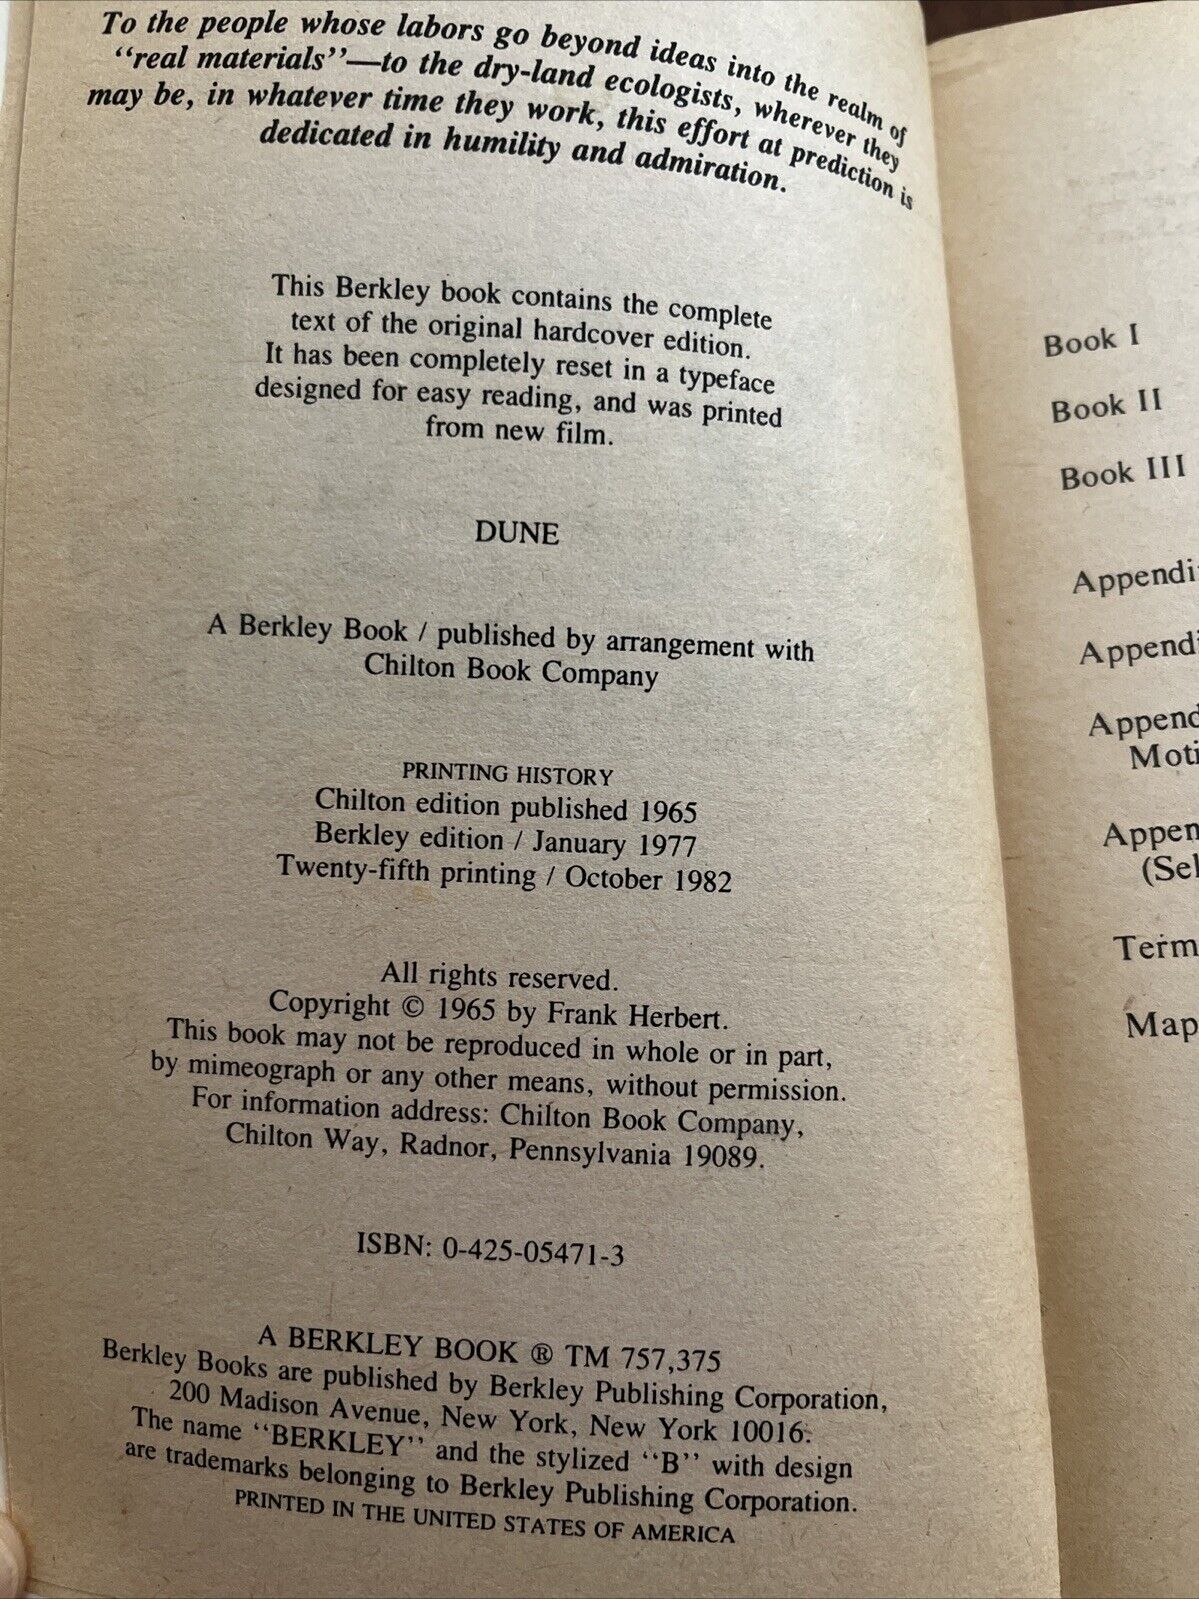 To the people whose labors go beyond ideas into the realm of
"real materials"—to the dry-land ecologists, wherever they
may be, in whatever time they work, this effort at prediction is
dedicated in humility and admiration.
This Berkley book contains the complete
text of the original hardcover edition.
It has been completely reset in a typeface
designed for easy reading, and was printed
from new film.
DUNE
A Berkley Book / published by arrangement with
Chilton Book Company
PRINTING HISTORY
Chilton edition published 1965
Berkley edition / January 1977
Twenty-fifth printing / October 1982
All rights reserved.
Copyright © 1965 by Frank Herbert.
This book may not be reproduced in whole or in part,
by mimeograph or any other means, without permission.
For information address: Chilton Book Company,
Chilton Way, Radnor, Pennsylvania 19089.
ISBN: 0-425-05471-3
A BERKLEY BOOK ® TM 757,375
Berkley Books are published by Berkley Publishing Corporation,
200 Madison Avenue, New York, New York 10016.
The name "BERKLEY" and the stylized "B" with design
are trademarks belonging to Berkley Publishing Corporation.
PRINTED IN THE UNITED STATES OF AMERICA
Book I
Book II
Book III
Appendi
Appendi
Append
Moti
Appen
(Sel
Term
Map